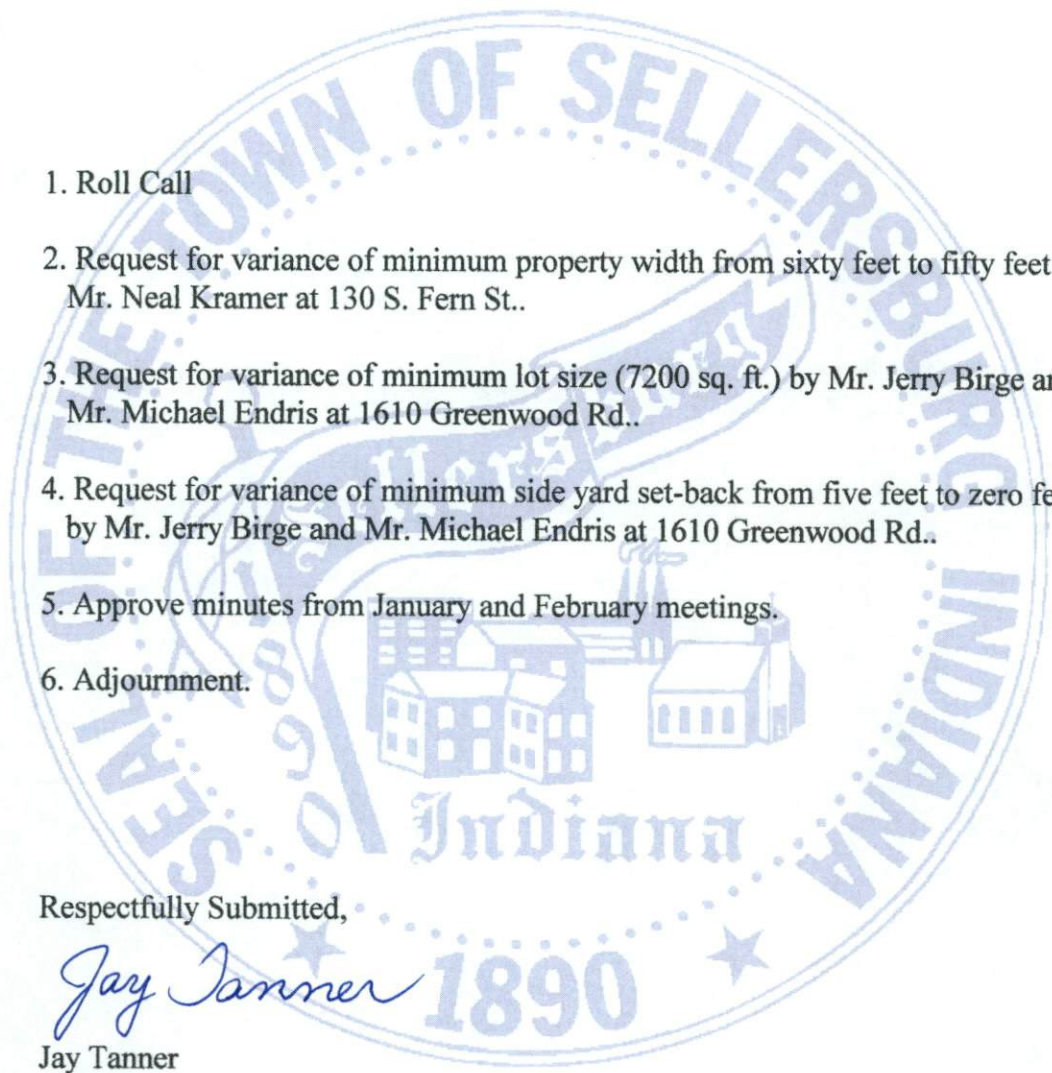 SEAL OF THE TOWN OF SELLERSBURG INDIANA
1. Roll Call
2. Request for variance of minimum property width from sixty feet to fifty feet
Mr. Neal Kramer at 130 S. Fern St..
3. Request for variance of minimum lot size (7200 sq. ft.) by Mr. Jerry Birge an
Mr. Michael Endris at 1610 Greenwood Rd..
Sellersburg
4. Request for variance of minimum side yard set-back from five feet to zero fe
by Mr. Jerry Birge and Mr. Michael Endris at 1610 Greenwood Rd..
5. Approve minutes from January and February meetings.
6. Adjournment.
1890
Indiana
Respectfully Submitted,
Jay Tanner
1890
Jay Tanner